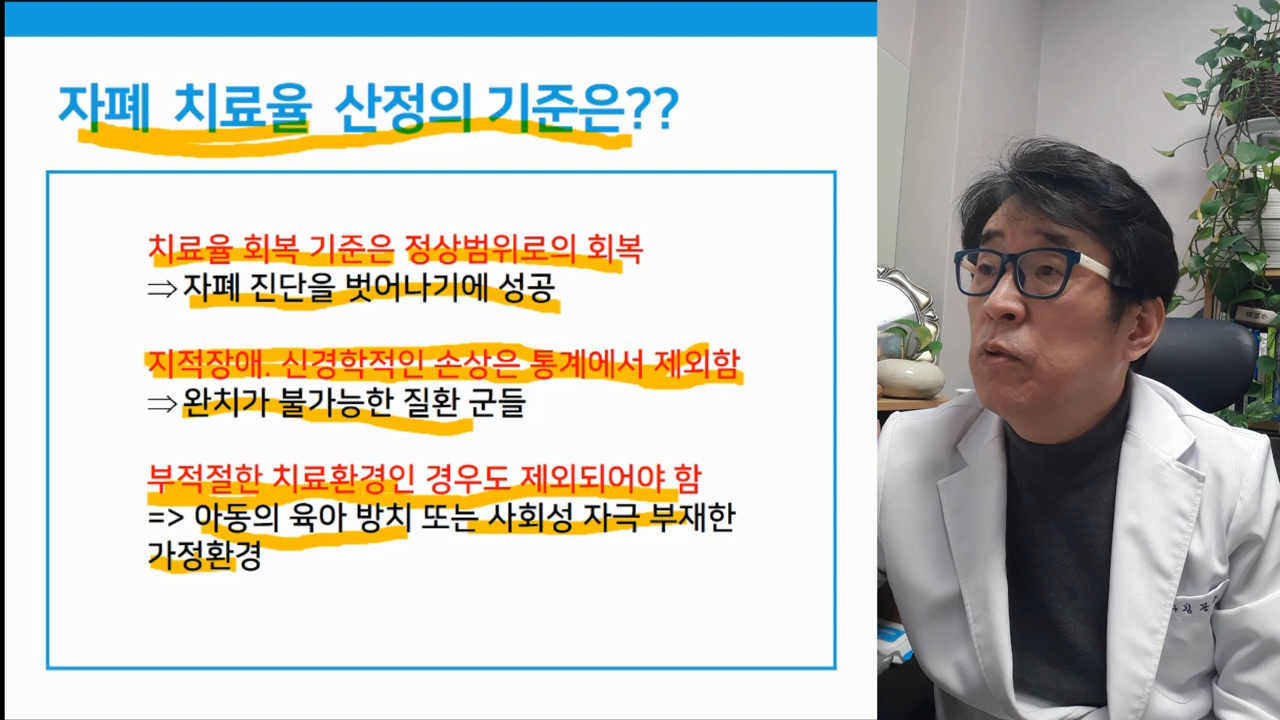 자폐 치료율 산정의 기준은??
치료율 회복 기준은 정상범위로의 회복
⇒ 자폐 진단을 벗어나기에 성공
지적장애. 신경학적인 손상은 통계에서 제외함
⇒ 완치가 불가능한 질환 군들
부적절한 치료환경인 경우도 제외되어야 함
=> 아동의 육아 방치 또는 사회성 자극 부재한
가정환경